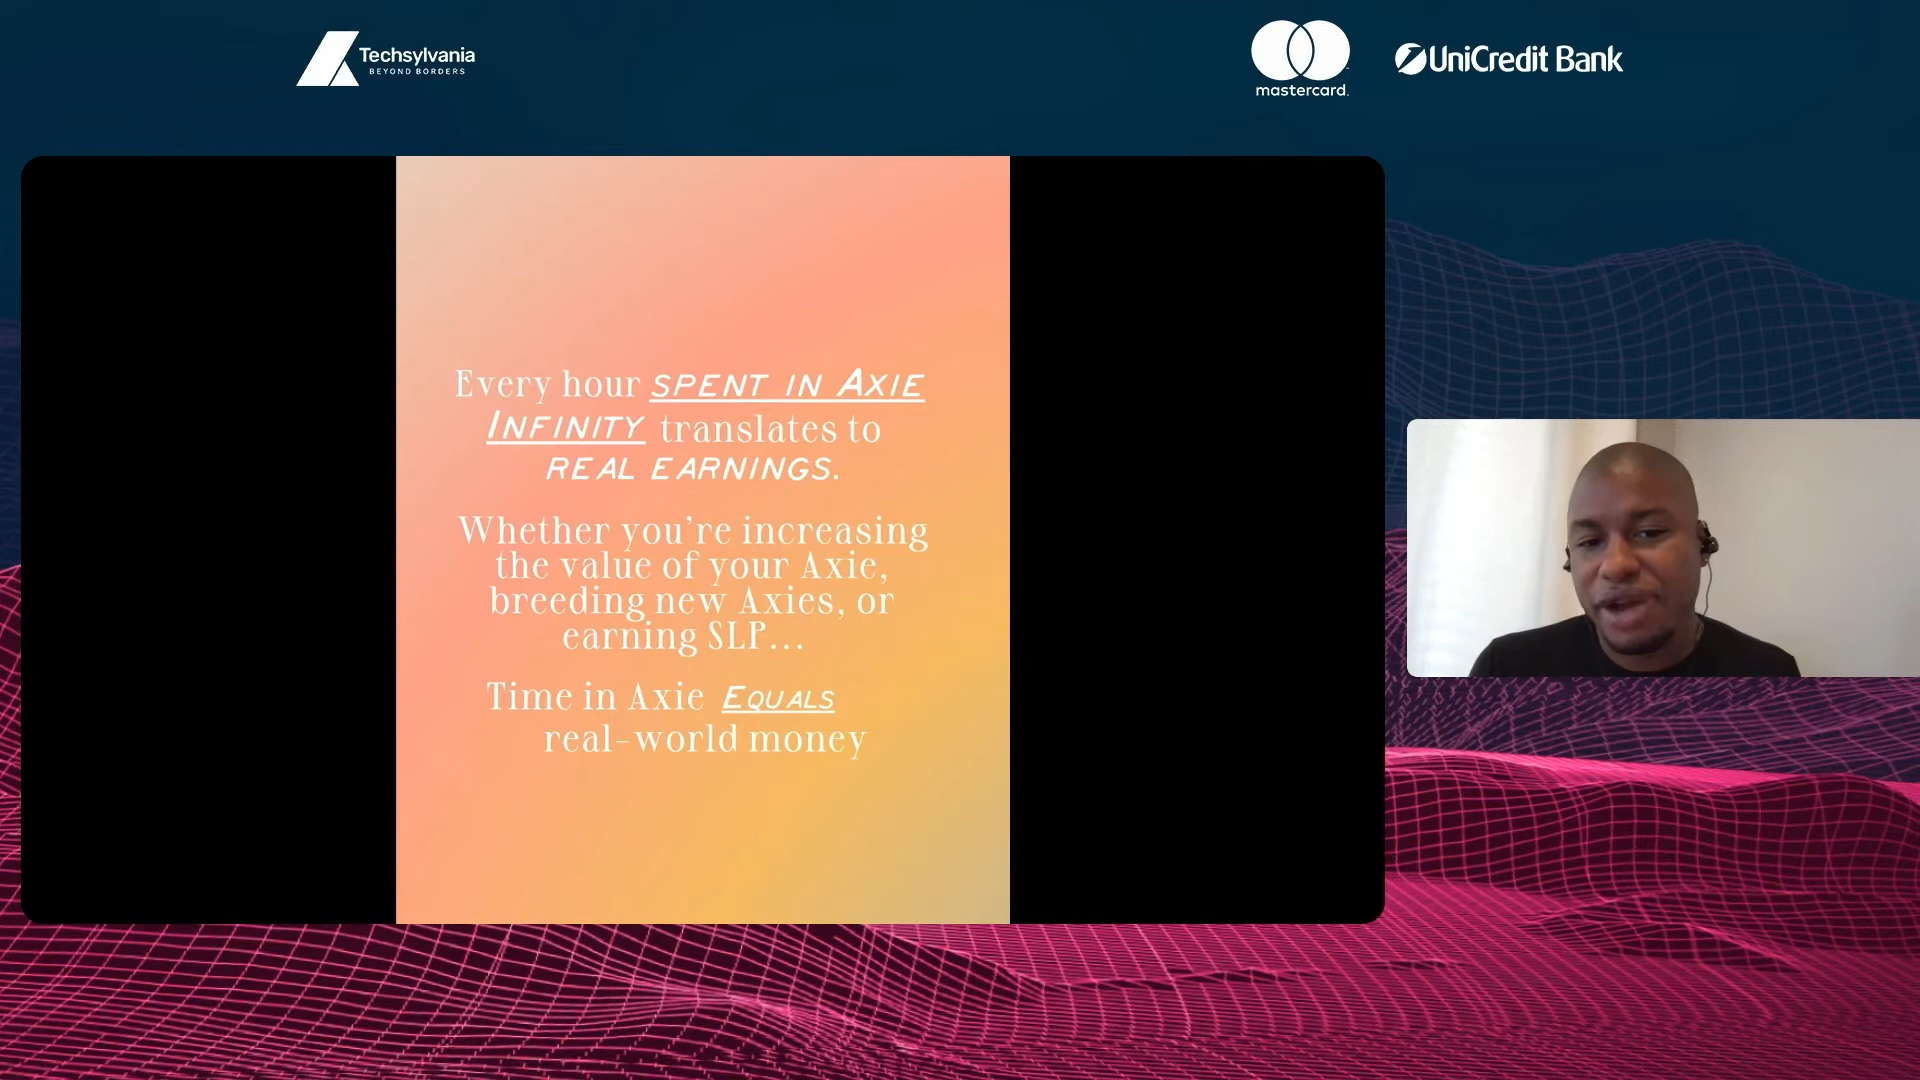 Techsylvania
BEYOND BORDERS
mastercard.
UniCredit Bank
Every hour SPENT IN AXIE
INFINITY translates to
REAL EARNINGS.
Whether you're increasing
the value of your Axie,
breeding new Axies, or
earning SLP...
Time in Axie EQUALS
real-world money